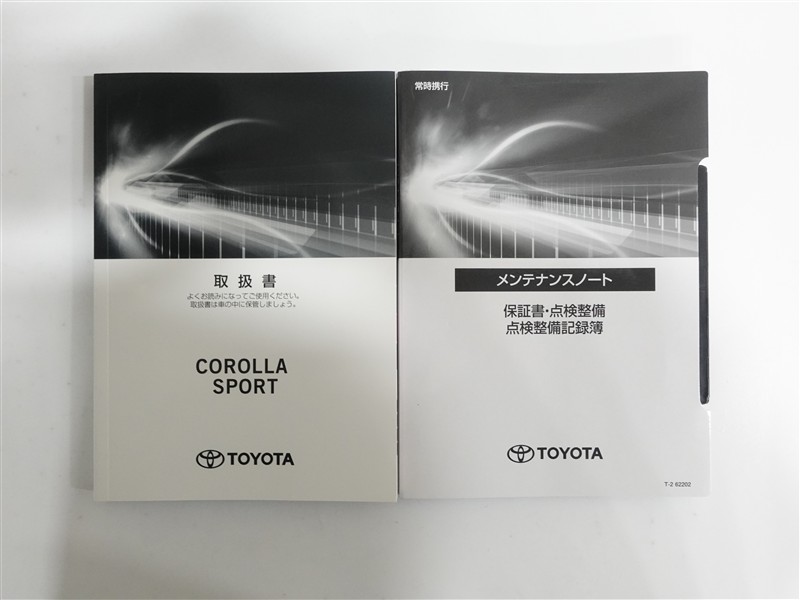 取扱書
よくお読みになってご使用ください。
取扱書は車の中に保管しましょう。
COROLLA
SPORT
TOYOTA
常時携行
メンテナンスノート
保証書・点検整備
点検整備記録簿
TOYOTA
T-2 62202